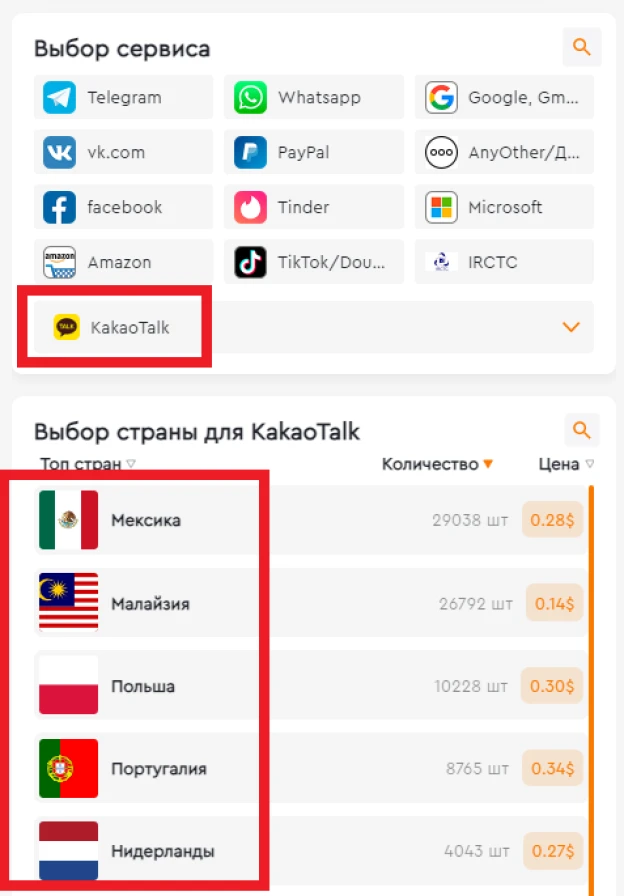 Выбор сервиса
Telegram Whatsapp Google, Gm...
vk.com PayPal AnyOther/Д...
facebook Tinder Microsoft
amazon Amazon TikTok/Dou... IRCTC
TALK KakaoTalk
Выбор страны для KakaoTalk
Топ стран Количество Цена
Мексика 29038 шт 0.28$
Малайзия 26792 шт 0.14$
Польша 10228 шт 0.30$
Португалия 8765 шт 0.34$
Нидерланды 4043 шт 0.27$